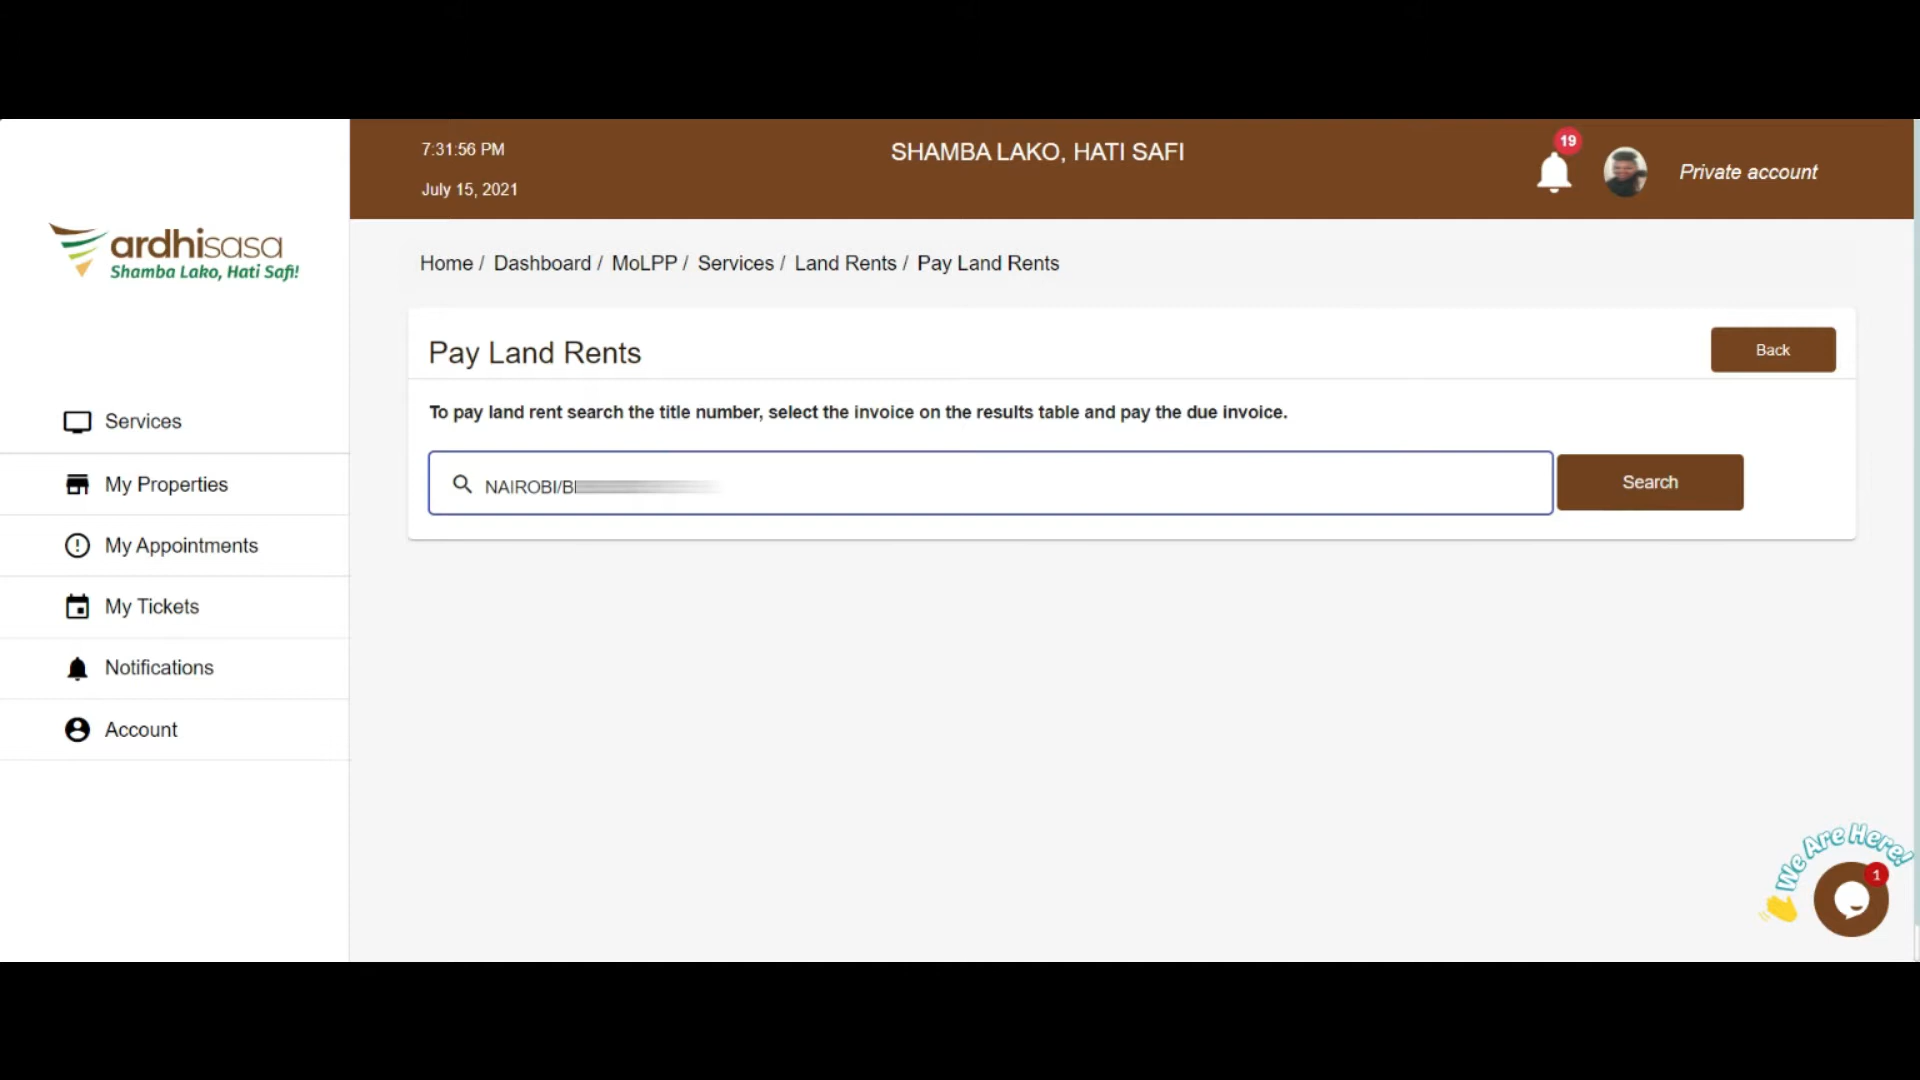 7:31:56 PM
July 15, 2021
SHAMBA LAKO, HATI SAFI
19
Private account
ardhisasa
Shamba Lako, Hati Safi!
Home / Dashboard / MoLPP / Services / Land Rents / Pay Land Rents
Pay Land Rents
Back
To pay land rent search the title number, select the invoice on the results table and pay the due invoice.
NAIROBI/B
Search
Services
My Properties
My Appointments
My Tickets
Notifications
Account
We Are Here!
1